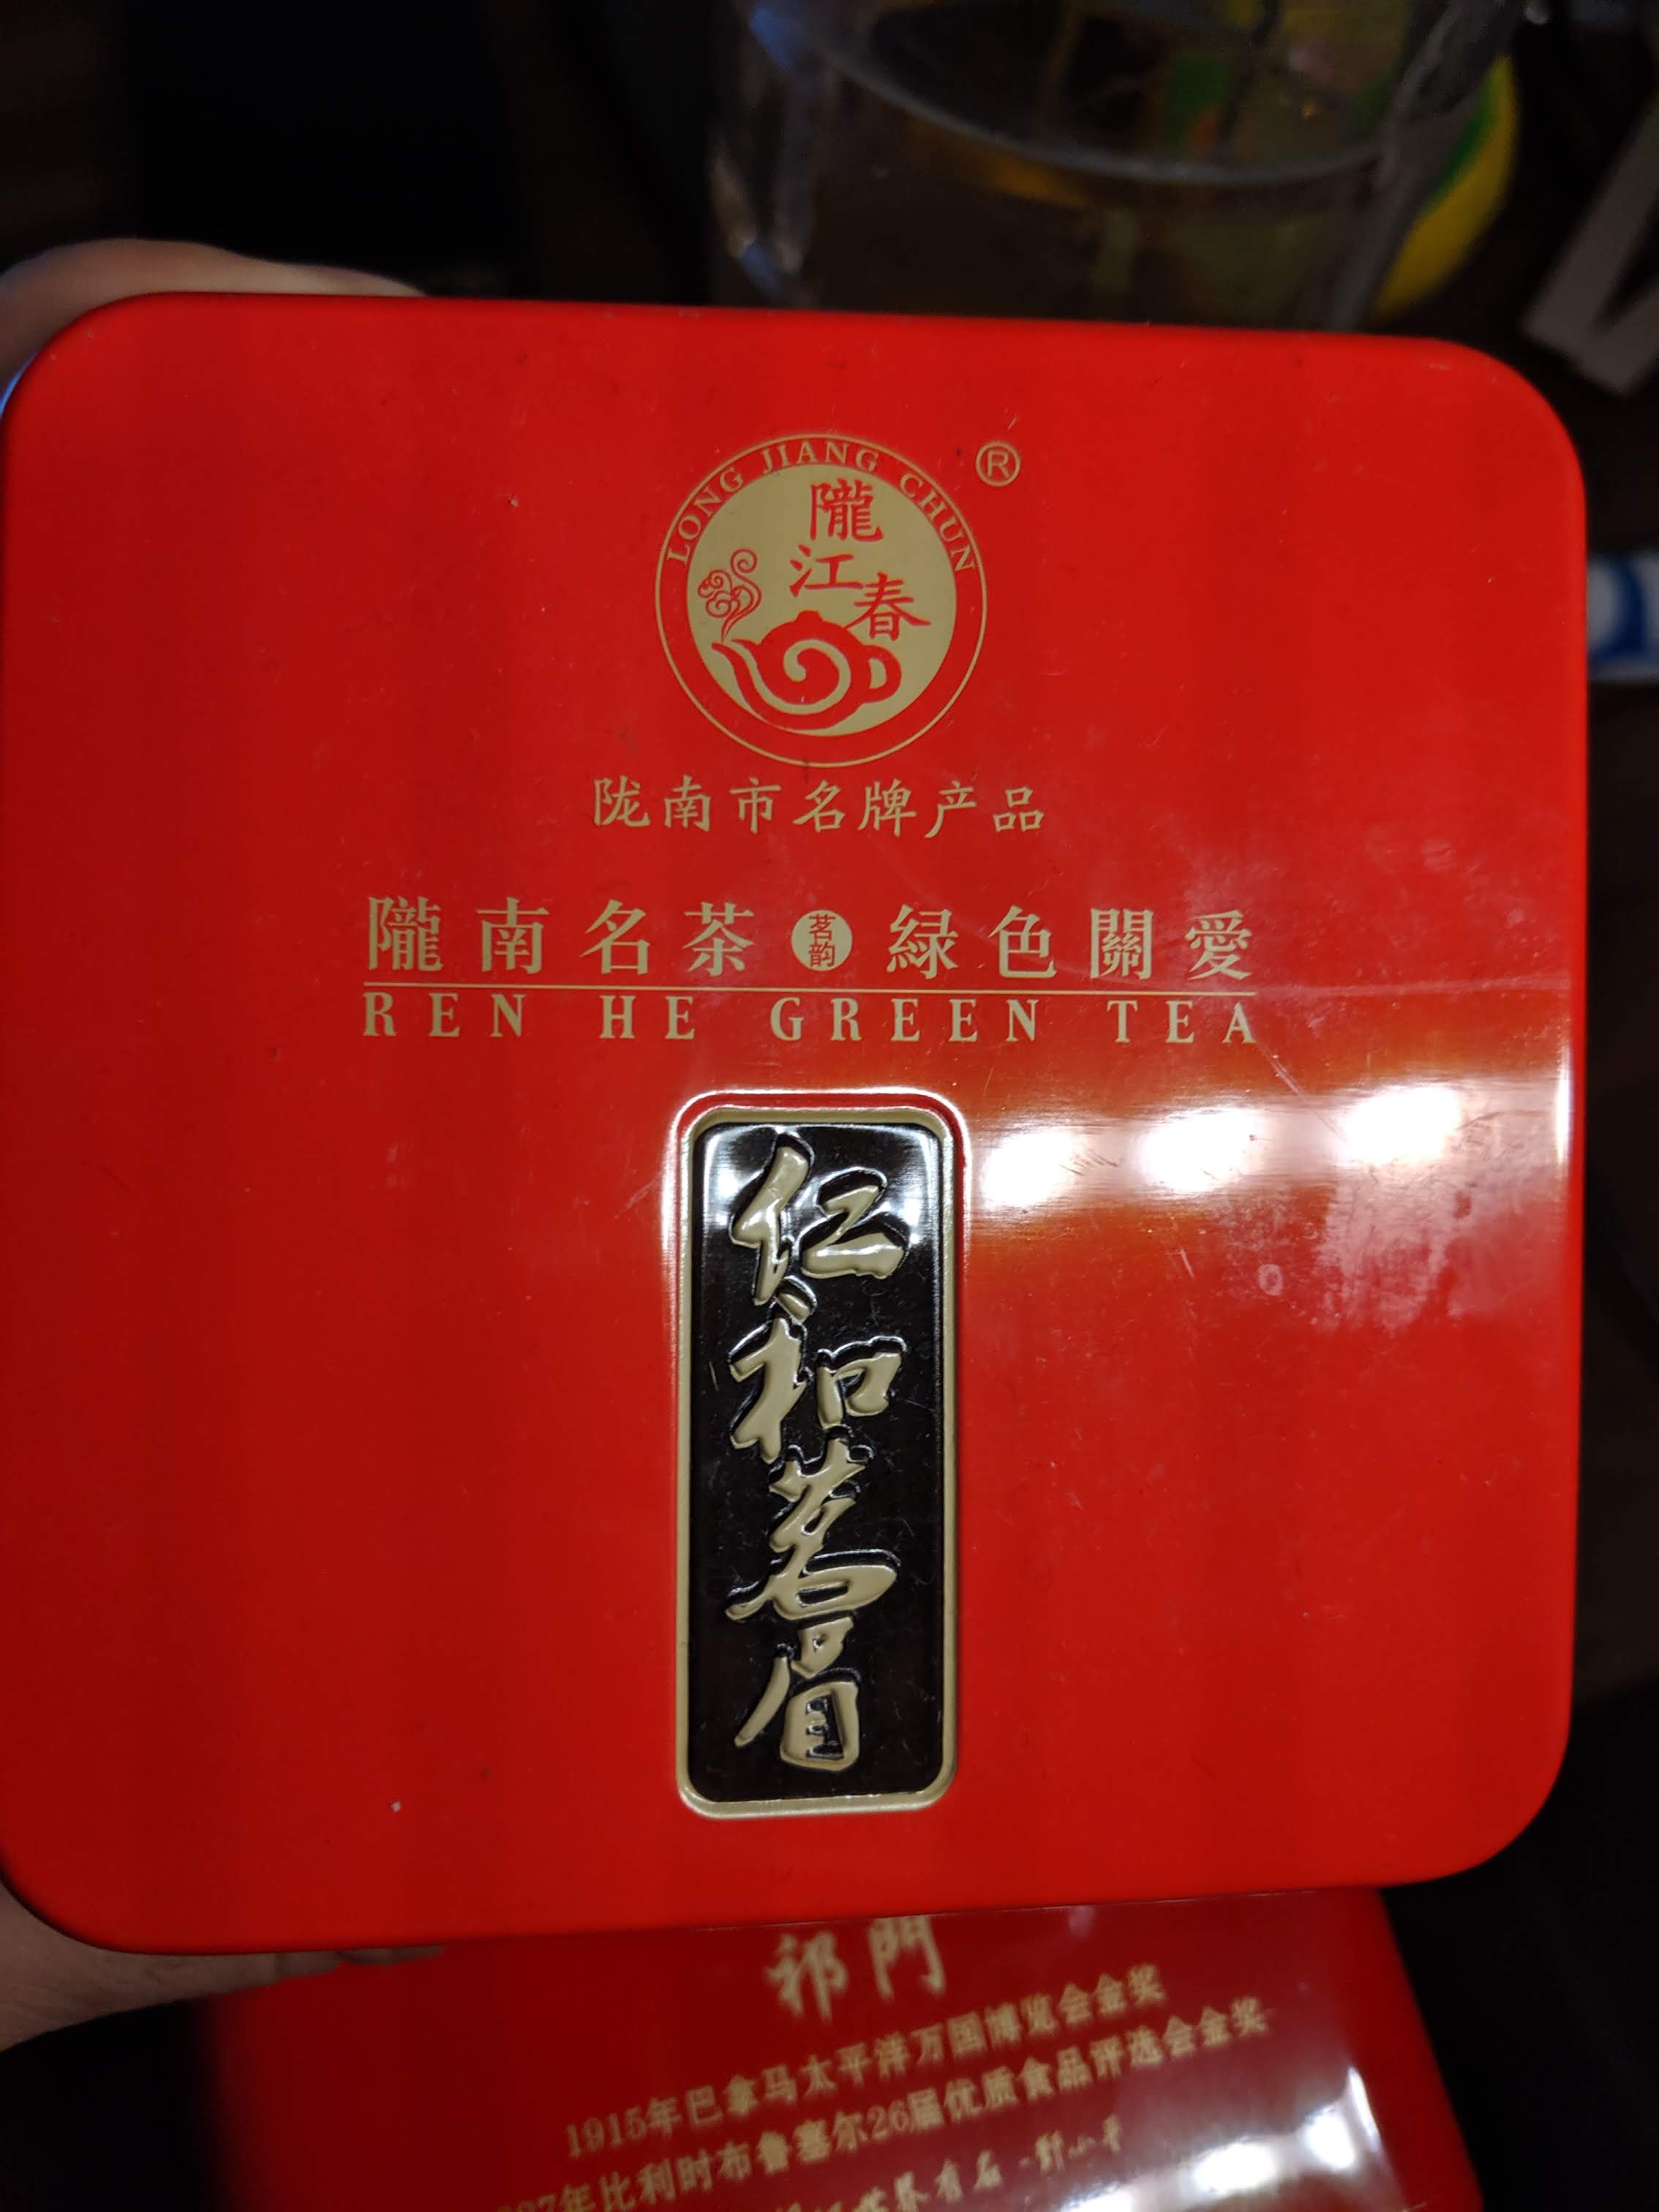 LONG JIANG CHUN
®
隴
江
春
陇南市名牌产品
隴南名茶 茗韵 緑色關愛
REN HE GREEN TEA
仁和茗眉
祁門
1915年巴拿马太平洋万国博览会金奖
年比利时布鲁塞尔26届优质食品评选会金奖